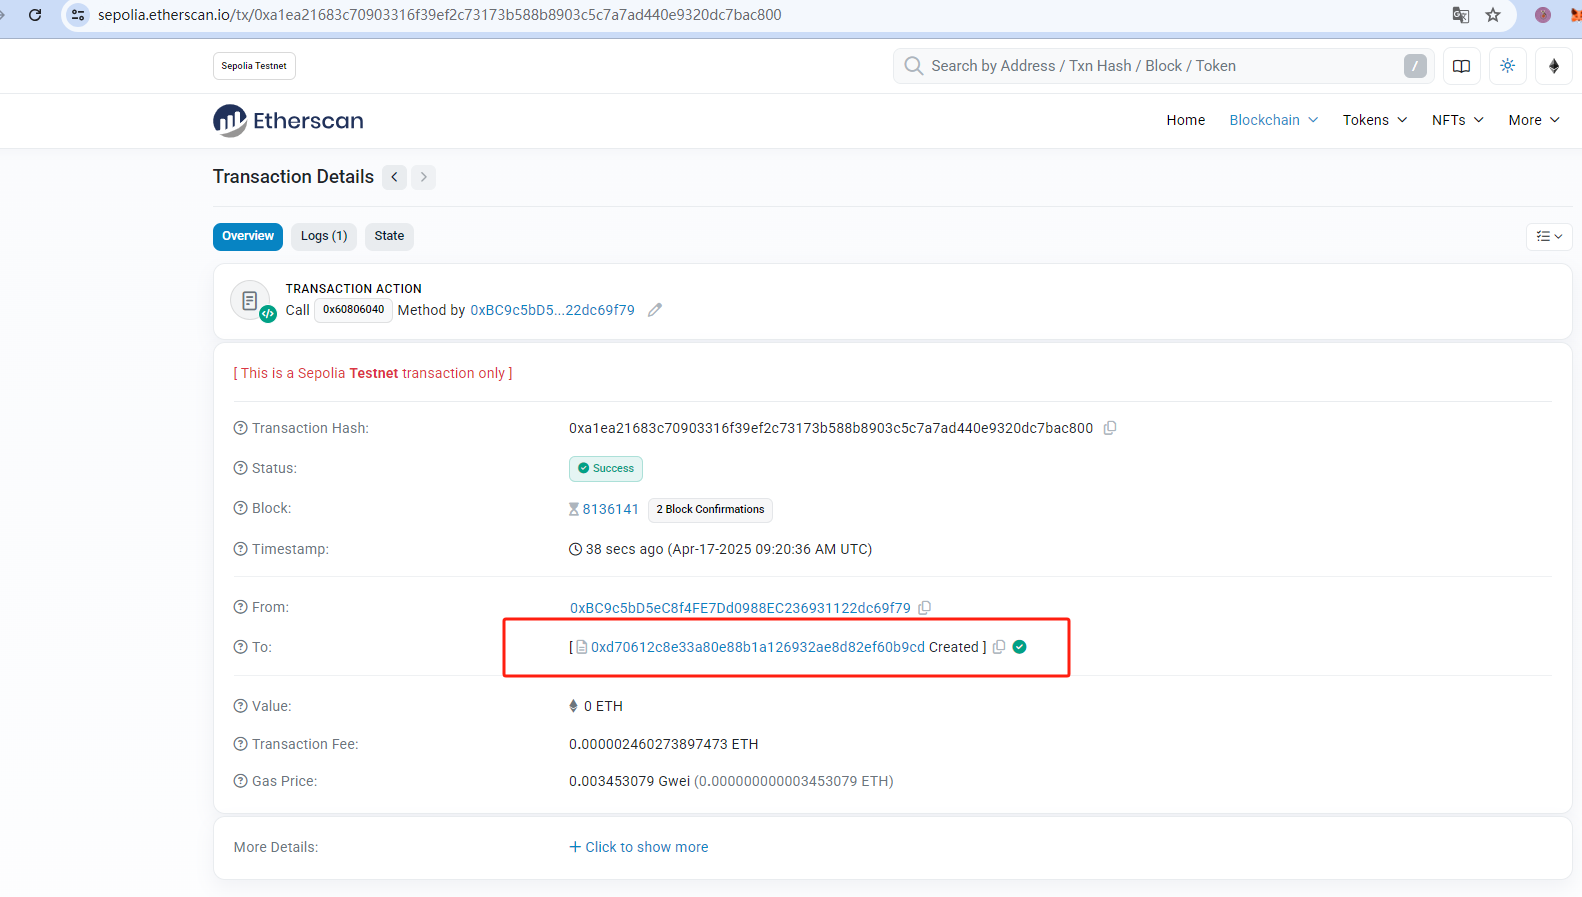 sepolia.etherscan.io/tx/0xa1ea21683c70903316f39ef2c73173b588b8903c5c7a7ad440e9320dc7bac800
Sepolia Testnet
Search by Address / Txn Hash / Block / Token
/
Etherscan
Home Blockchain Tokens NFTs More
Transaction Details
Overview Logs (1) State
TRANSACTION ACTION
Call 0x60806040 Method by 0xBC9c5bD5...22dc69f79
[ This is a Sepolia Testnet transaction only ]
Transaction Hash: 0xa1ea21683c70903316f39ef2c73173b588b8903c5c7a7ad440e9320dc7bac800
Status: Success
Block: 8136141 2 Block Confirmations
Timestamp: 38 secs ago (Apr-17-2025 09:20:36 AM UTC)
From: 0xBC9c5bD5eC8f4FE7Dd0988EC236931122dc69f79
To: [ 0xd70612c8e33a80e88b1a126932ae8d82ef60b9cd Created ]
Value: 0 ETH
Transaction Fee: 0.000002460273897473 ETH
Gas Price: 0.003453079 Gwei (0.000000000003453079 ETH)
More Details: + Click to show more